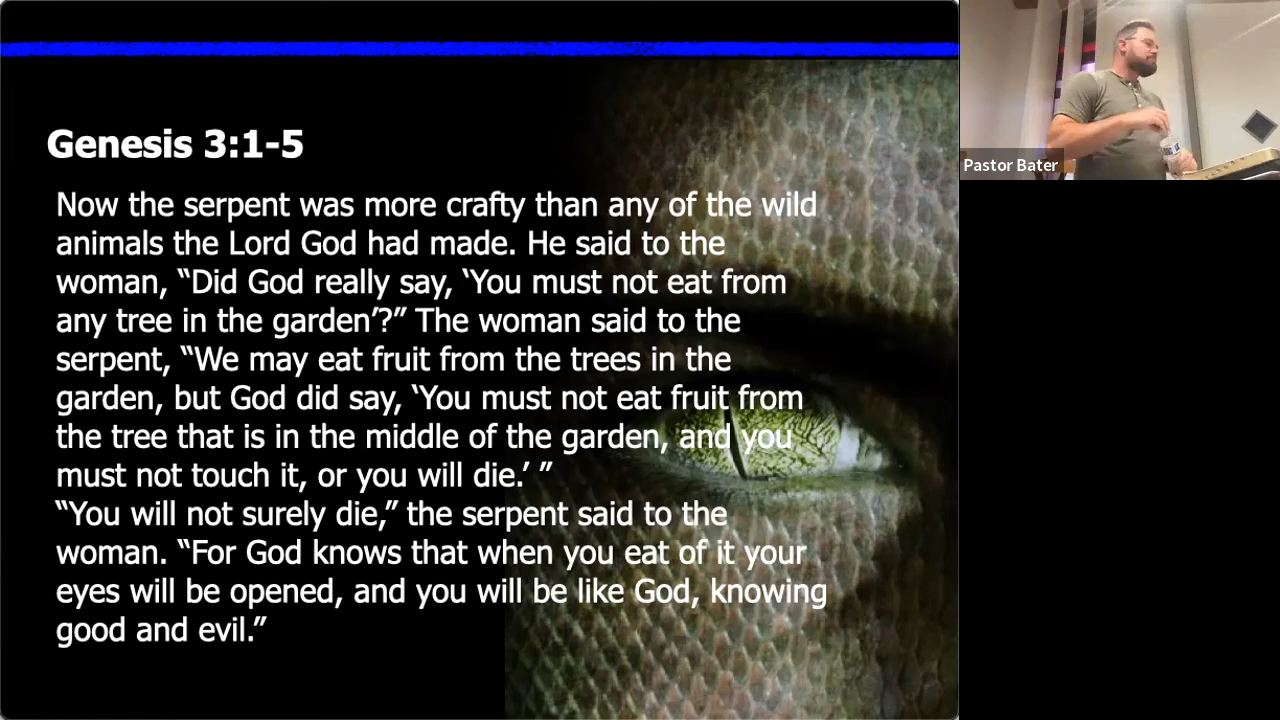 Genesis 3:1-5
Now the serpent was more crafty than any of the wild
animals the Lord God had made. He said to the
woman, “Did God really say, ‘You must not eat from
any tree in the garden’?” The woman said to the
serpent, “We may eat fruit from the trees in the
garden, but God did say, ‘You must not eat fruit from
the tree that is in the middle of the garden, and you
must not touch it, or you will die.’ ”
“You will not surely die,” the serpent said to the
woman. “For God knows that when you eat of it your
eyes will be opened, and you will be like God, knowing
good and evil.”
Pastor Bater